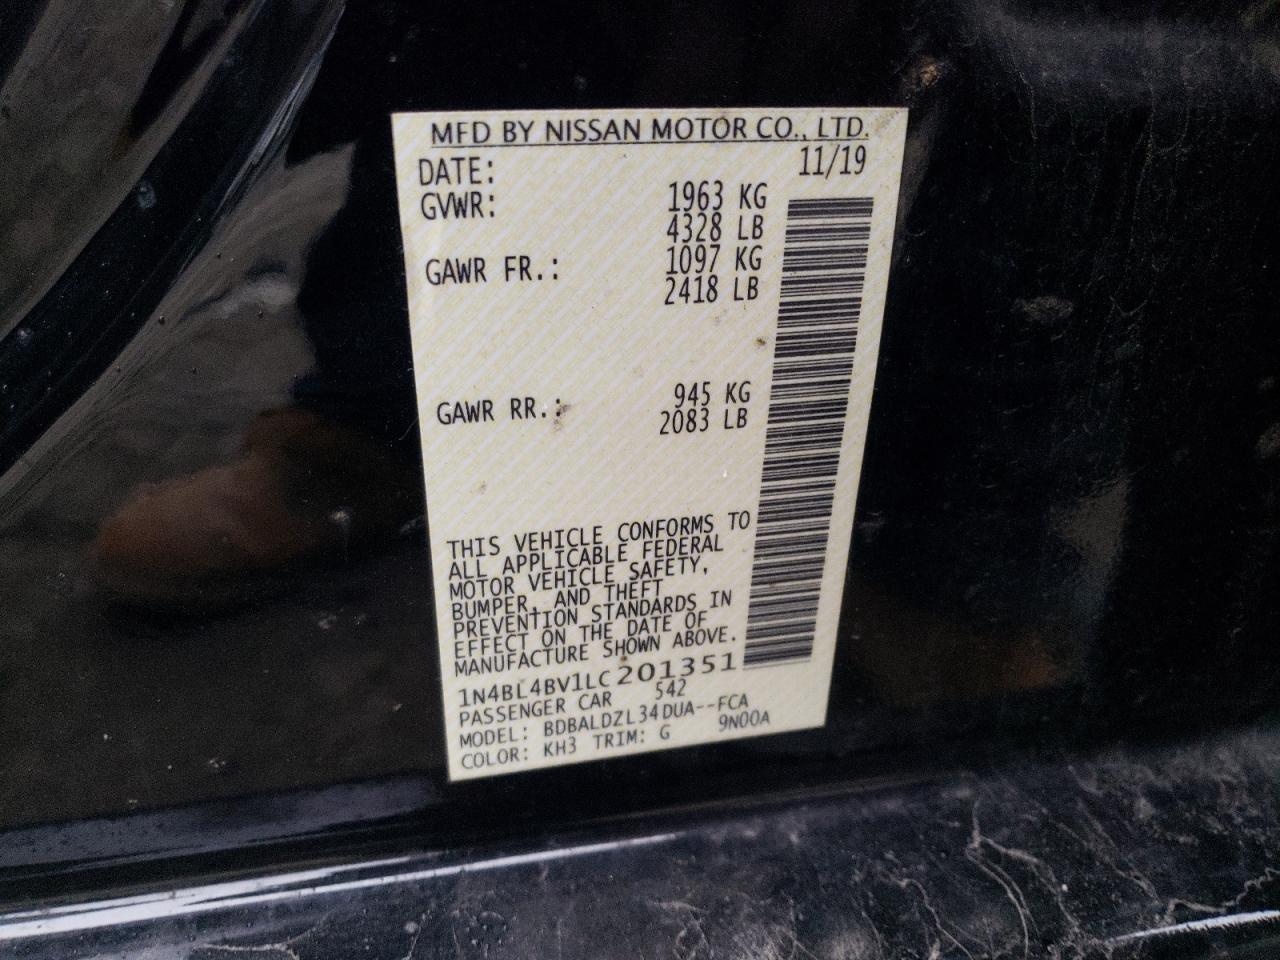 MFD BY NISSAN MOTOR CO., LTD.
DATE: 11/19
GVWR: 1963 KG
4328 LB
GAWR FR.: 1097 KG
2418 LB
GAWR RR.: 945 KG
2083 LB
THIS VEHICLE CONFORMS TO
ALL APPLICABLE FEDERAL
MOTOR VEHICLE SAFETY,
BUMPER, AND THEFT
PREVENTION STANDARDS IN
EFFECT ON THE DATE OF
MANUFACTURE SHOWN ABOVE.
1N4BL4BV1LC201351
PASSENGER CAR 542
MODEL: BDBALDZL34DUA--FCA
COLOR: KH3 TRIM: G 9N00A